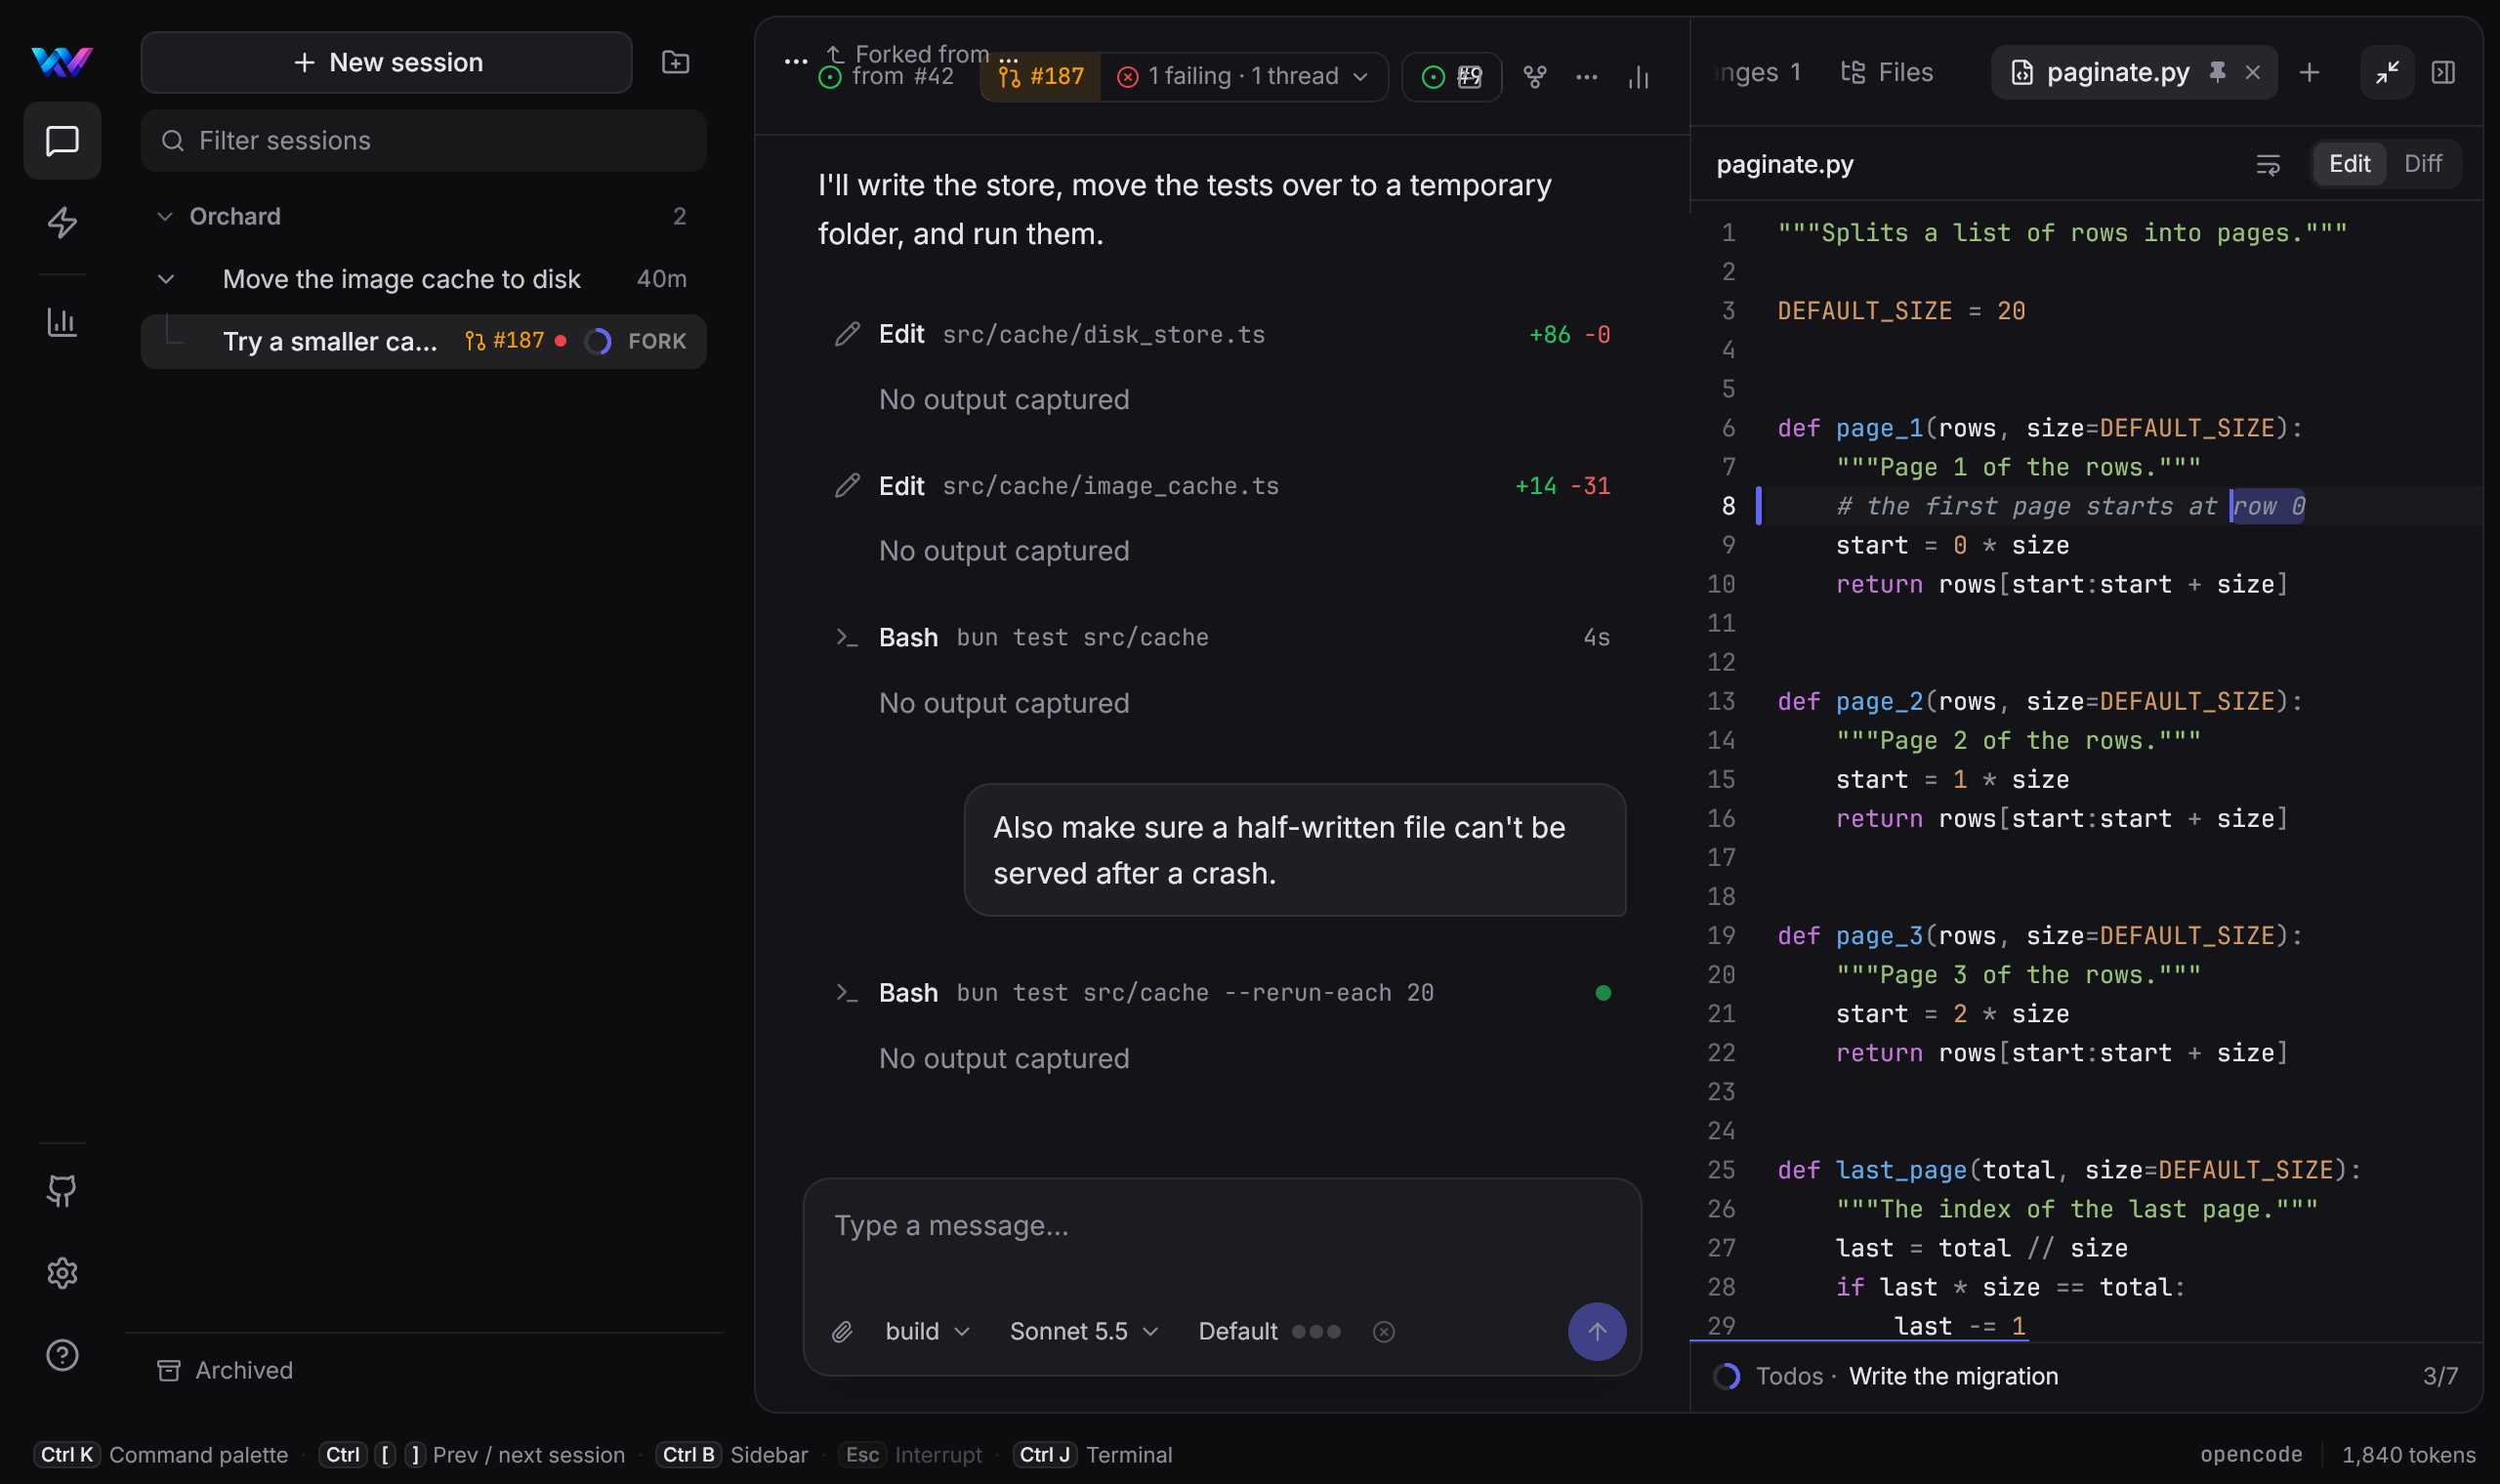 New session
Filter sessions
Orchard 2
Move the image cache to disk 40m
Try a smaller ca... #187 FORK
Archived
Forked from ...
from #42 #187 1 failing · 1 thread #9
I'll write the store, move the tests over to a temporary
folder, and run them.
Edit src/cache/disk_store.ts +86 -0
No output captured
Edit src/cache/image_cache.ts +14 -31
No output captured
Bash bun test src/cache 4s
No output captured
Also make sure a half-written file can't be
served after a crash.
Bash bun test src/cache --rerun-each 20
No output captured
Type a message...
build Sonnet 5.5 Default
anges 1 Files paginate.py
paginate.py Edit Diff
1 """Splits a list of rows into pages."""
2
3 DEFAULT_SIZE = 20
4
5
6 def page_1(rows, size=DEFAULT_SIZE):
7 """Page 1 of the rows."""
8 # the first page starts at row 0
9 start = 0 * size
10 return rows[start:start + size]
11
12
13 def page_2(rows, size=DEFAULT_SIZE):
14 """Page 2 of the rows."""
15 start = 1 * size
16 return rows[start:start + size]
17
18
19 def page_3(rows, size=DEFAULT_SIZE):
20 """Page 3 of the rows."""
21 start = 2 * size
22 return rows[start:start + size]
23
24
25 def last_page(total, size=DEFAULT_SIZE):
26 """The index of the last page."""
27 last = total // size
28 if last * size == total:
29 last -= 1
Todos · Write the migration 3/7
Ctrl K Command palette · Ctrl [ ] Prev / next session · Ctrl B Sidebar · Esc Interrupt · Ctrl J Terminal
opencode 1,840 tokens